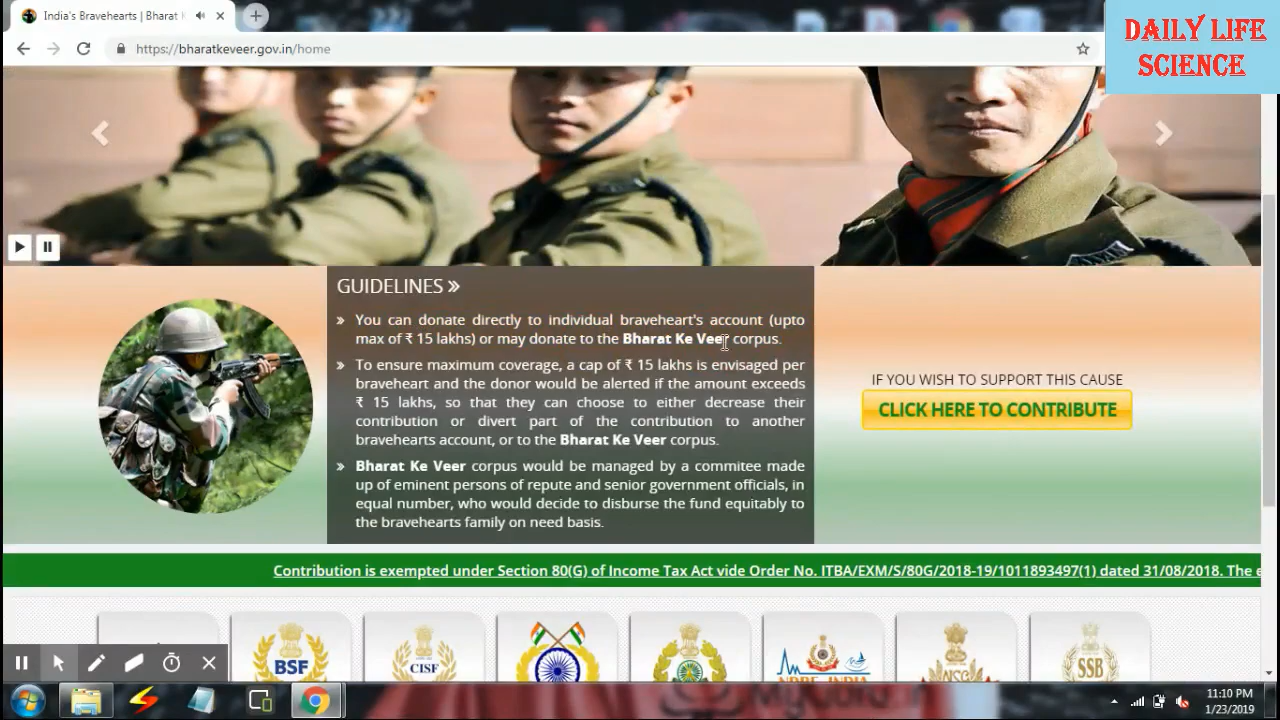 India's Bravehearts | Bharat
DAILY LIFE
SCIENCE
https://bharatkeveer.gov.in/home
GUIDELINES »
» You can donate directly to individual braveheart's account (upto
max of ₹ 15 lakhs) or may donate to the Bharat Ke Veer corpus.
» To ensure maximum coverage, a cap of ₹ 15 lakhs is envisaged per
braveheart and the donor would be alerted if the amount exceeds
₹ 15 lakhs, so that they can choose to either decrease their
contribution or divert part of the contribution to another
bravehearts account, or to the Bharat Ke Veer corpus.
» Bharat Ke Veer corpus would be managed by a commitee made
up of eminent persons of repute and senior government officials, in
equal number, who would decide to disburse the fund equitably to
the bravehearts family on need basis.
IF YOU WISH TO SUPPORT THIS CAUSE
CLICK HERE TO CONTRIBUTE
Contribution is exempted under Section 80(G) of Income Tax Act vide Order No. ITBA/EXM/S/80G/2018-19/1011893497(1) dated 31/08/2018. The
BSF
CISF
SSB
11:10 PM
1/23/2019